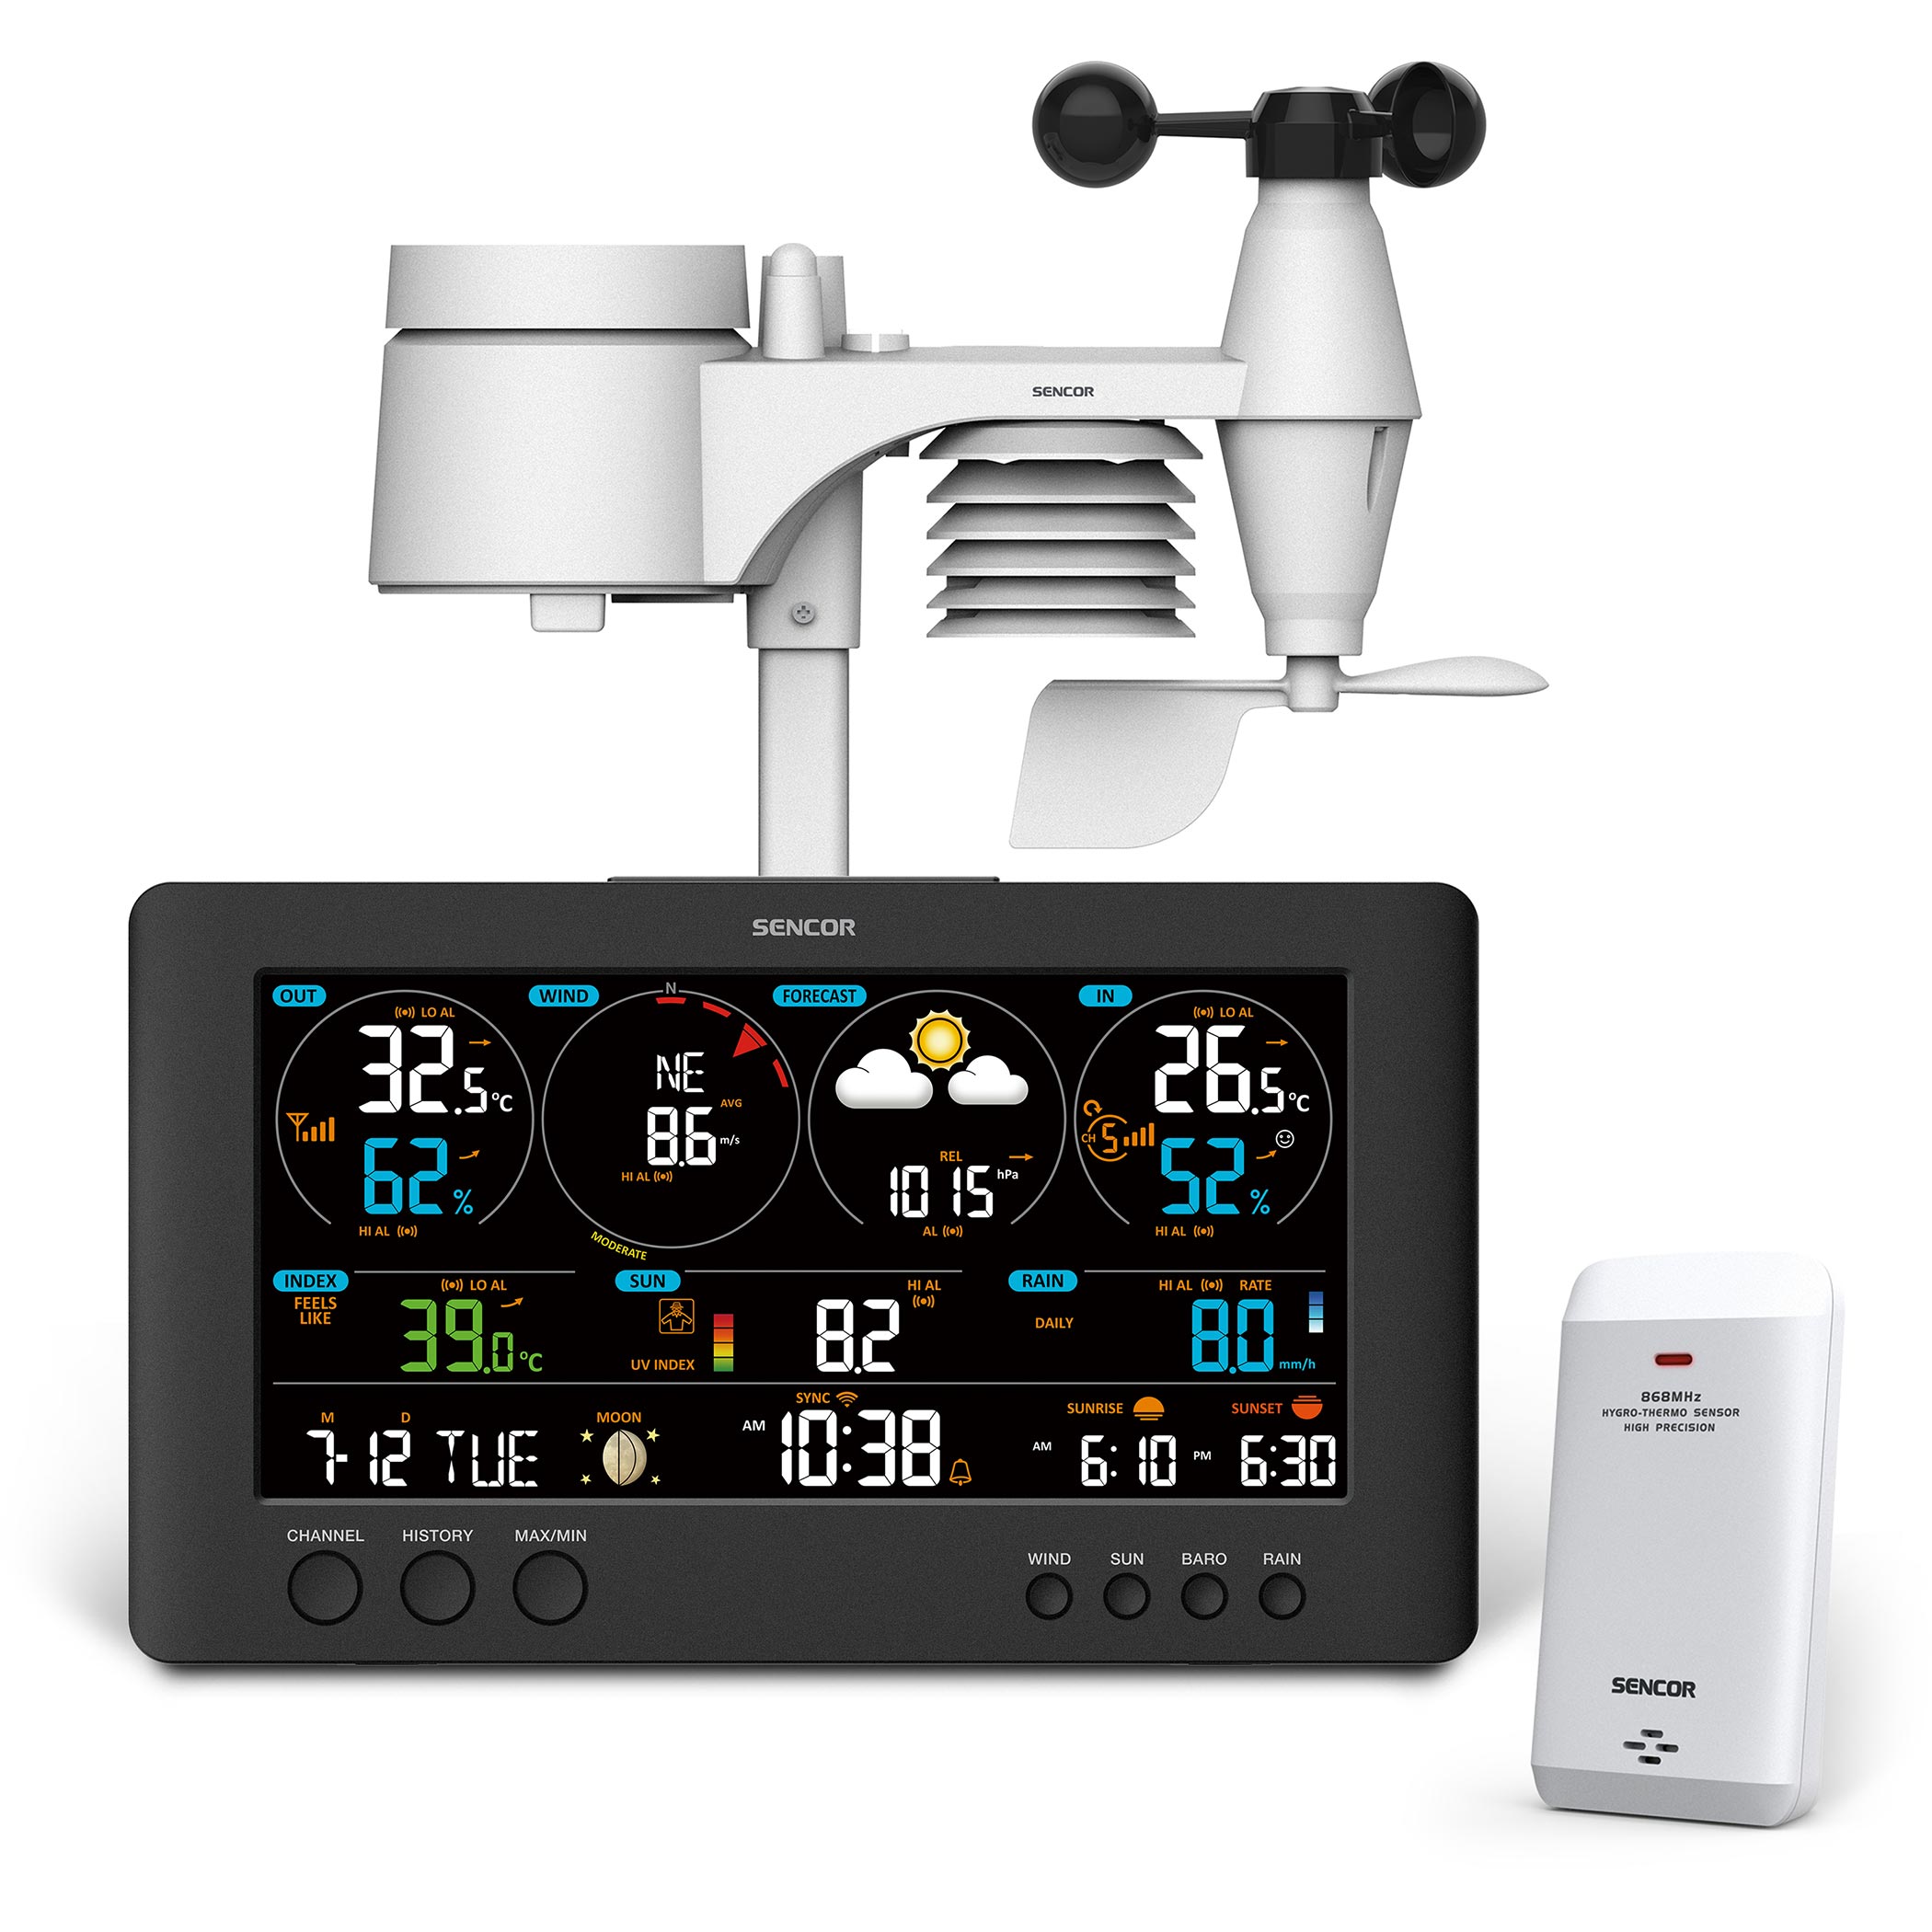 SENCOR
SENCOR
OUT
WIND
N
FORECAST
IN
((•)) LO AL
32.5°C
62%
HI AL ((•))
NE
AVG
8.6 m/s
HI AL ((•))
MODERATE
REL
1015 hPa
AL ((•))
((•)) LO AL
26.5°C
CH 5
52%
HI AL ((•))
INDEX
FEELS
LIKE
((•)) LO AL
39.0°C
SUN
UV INDEX
HI AL
((•))
8.2
RAIN
DAILY
HI AL ((•)) RATE
8.0 mm/h
M D
7-12 TUE
MOON
SYNC
AM 10:38
SUNRISE
AM 6:10
SUNSET
PM 6:30
CHANNEL HISTORY MAX/MIN
WIND SUN BARO RAIN
868MHz
HYGRO-THERMO SENSOR
HIGH PRECISION
SENCOR